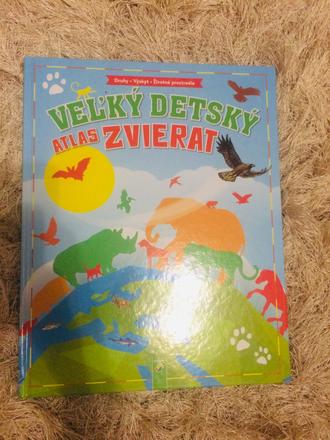 Druhy • Výskyt • Životné prostredie
VEĽKÝ DETSKÝ
ATLAS ZVIERAT